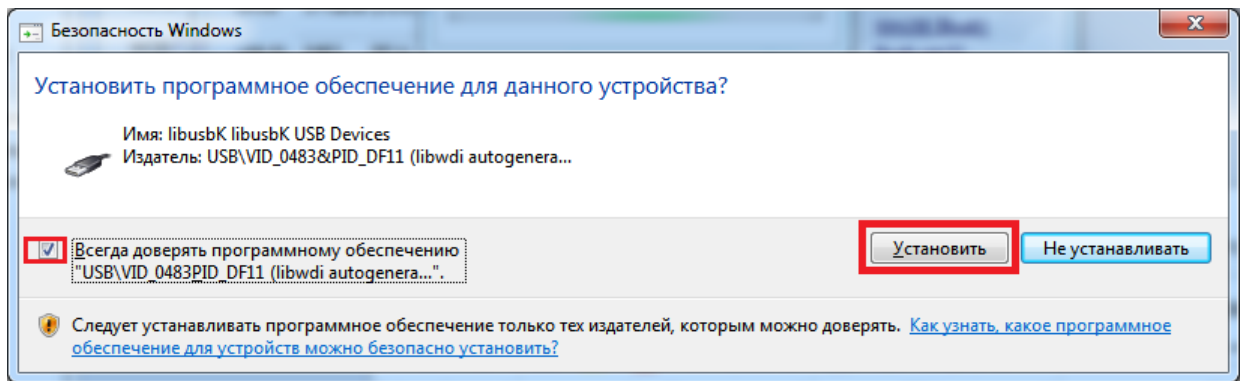 Безопасность Windows
Установить программное обеспечение для данного устройства?
Имя: libusbK libusbK USB Devices
Издатель: USB\VID_0483&PID_DF11 (libwdi autogenera...
Всегда доверять программному обеспечению
"USB\VID_0483PID_DF11 (libwdi autogenera...".
Установить
Не устанавливать
Следует устанавливать программное обеспечение только тех издателей, которым можно доверять. Как узнать, какое программное
обеспечение для устройств можно безопасно установить?